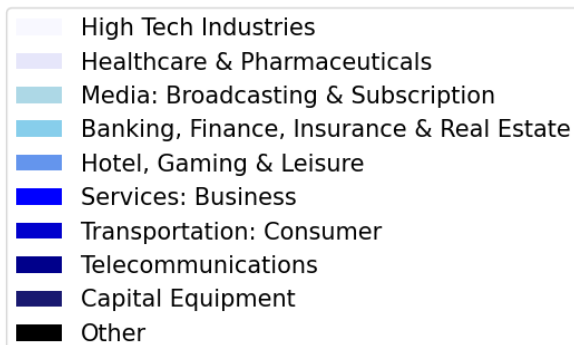 High Tech Industries
Healthcare & Pharmaceuticals
Media: Broadcasting & Subscription
Banking, Finance, Insurance & Real Estate
Hotel, Gaming & Leisure
Services: Business
Transportation: Consumer
Telecommunications
Capital Equipment
Other